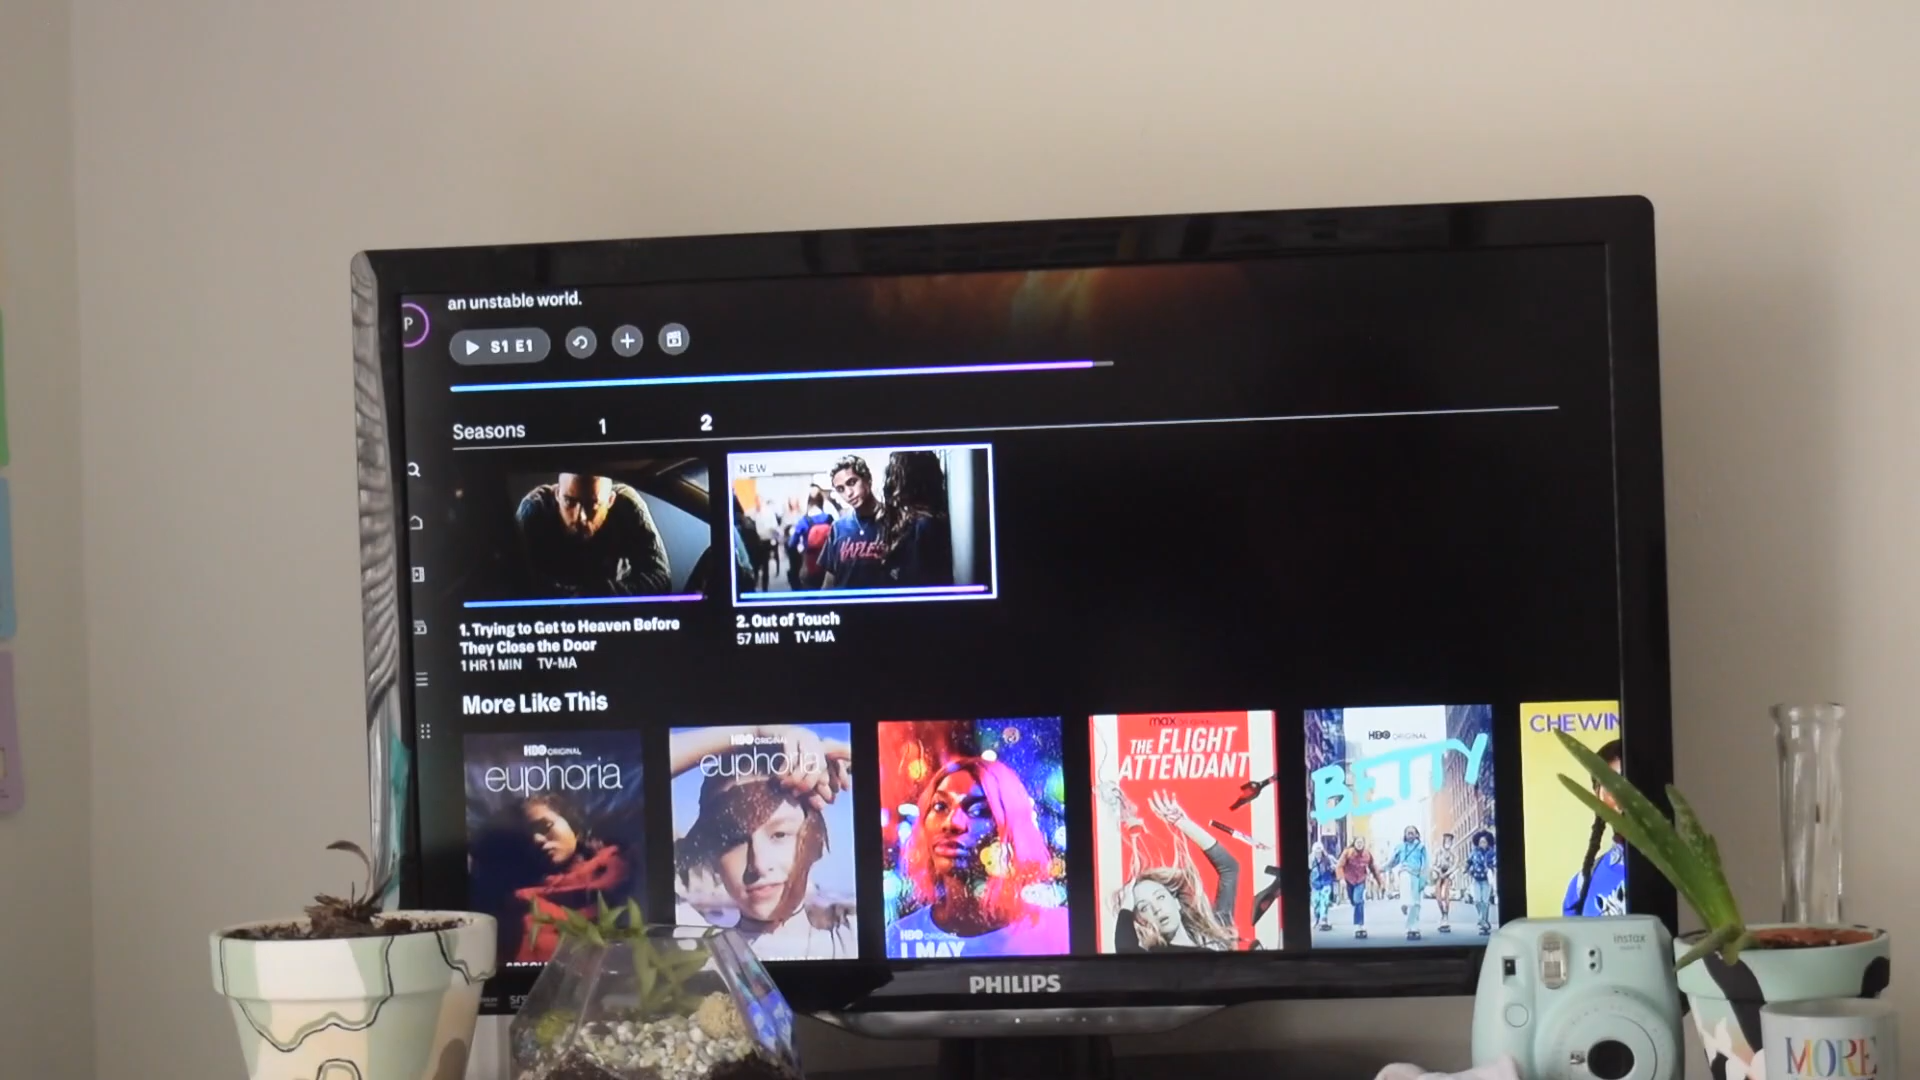 an unstable world.
P
S1 E1
Seasons 1 2
NEW
1. Trying to Get to Heaven Before
They Close the Door
1 HR 1 MIN TV-MA
2. Out of Touch
57 MIN TV-MA
More Like This
HBO ORIGINAL
euphoria
HBO ORIGINAL
euphoria
HBO
I MAY
max
THE FLIGHT
ATTENDANT
HBO ORIGINAL
BETTY
CHEWIN
PHILIPS
instax
MORE